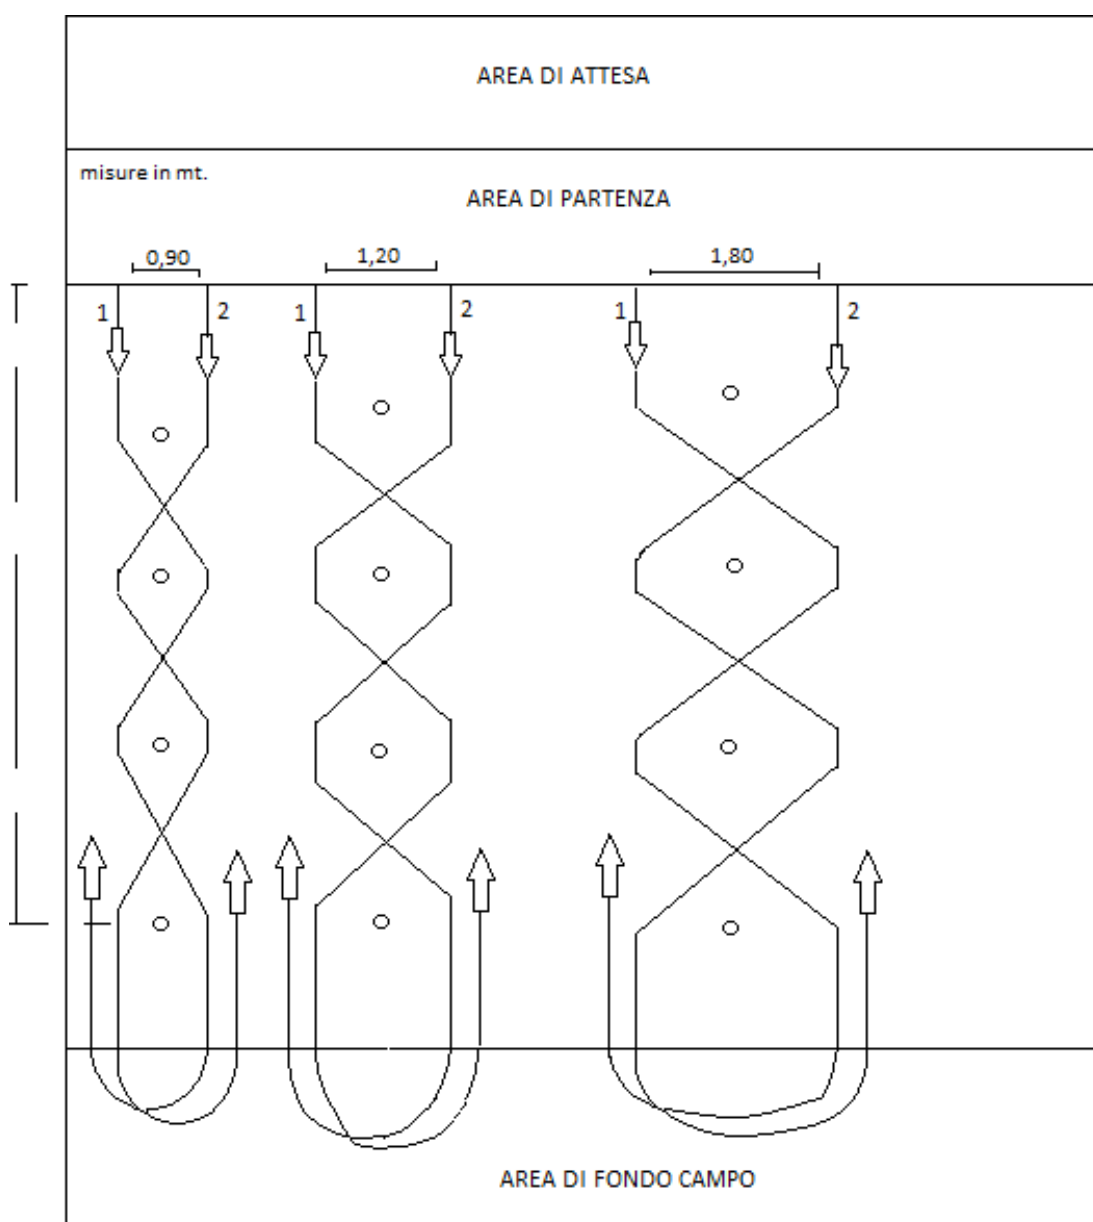 AREA DI ATTESA
misure in mt.
AREA DI PARTENZA
0,90
1,20
1,80
1
2
1
2
1
2
AREA DI FONDO CAMPO